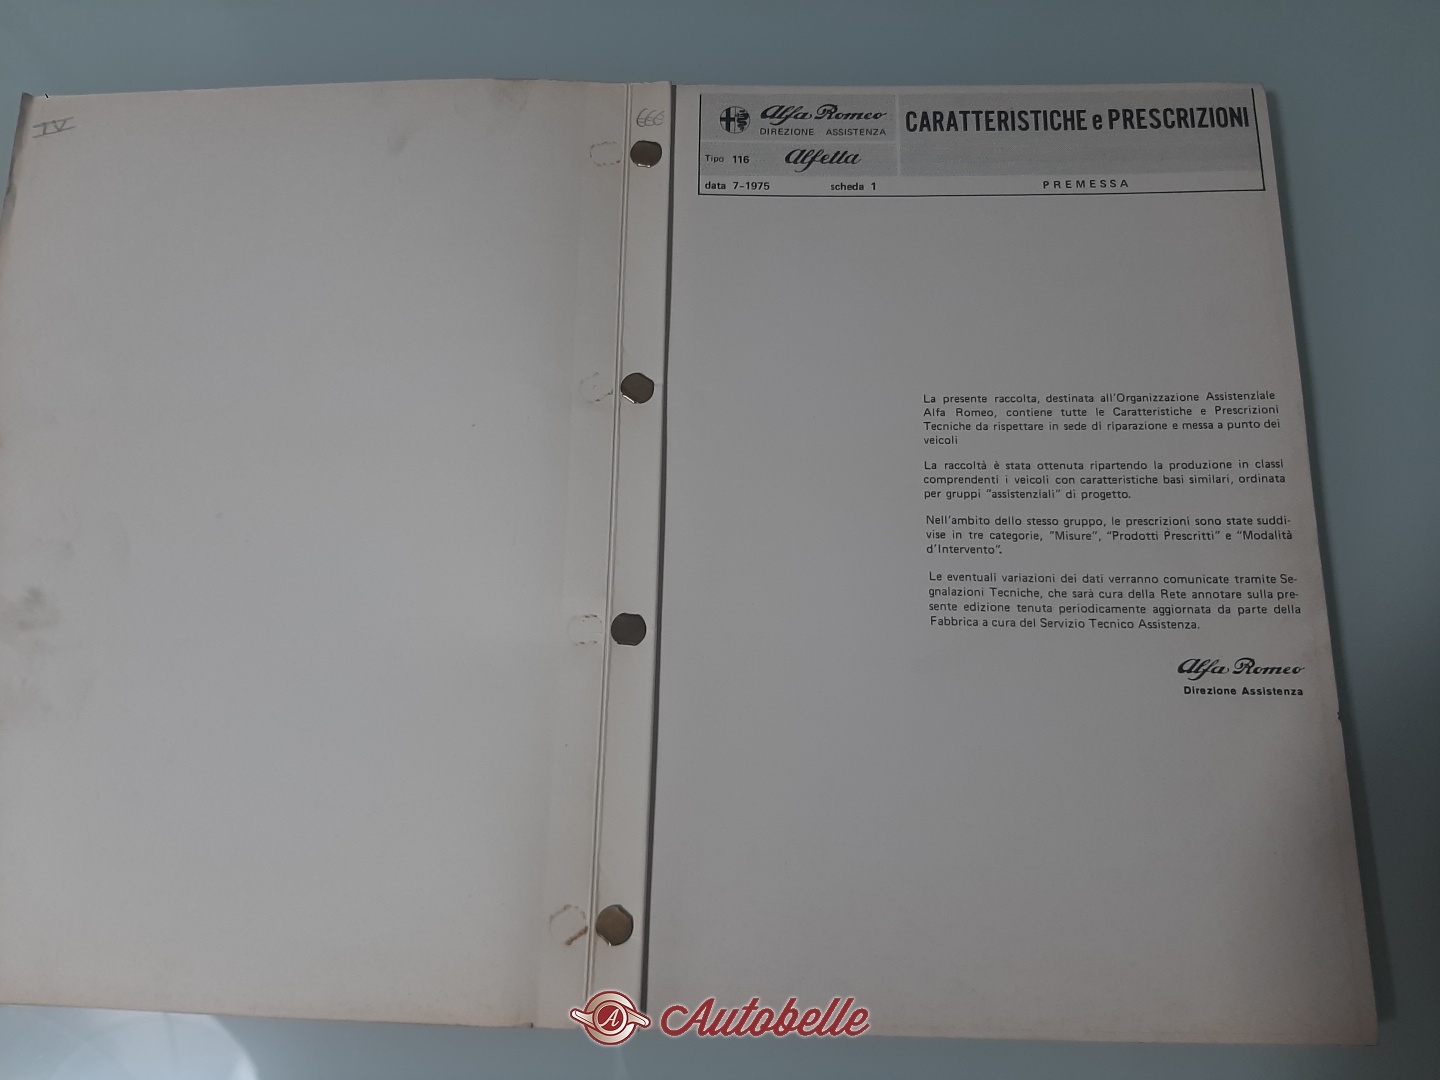 IV
666
Alfa Romeo
DIREZIONE ASSISTENZA
CARATTERISTICHE e PRESCRIZIONI
Tipo 116 Alfetta
data 7-1975 scheda 1
PREMESSA
La presente raccolta, destinata all'Organizzazione Assistenziale
Alfa Romeo, contiene tutte le Caratteristiche e Prescrizioni
Tecniche da rispettare in sede di riparazione e messa a punto dei
veicoli
La raccoltà è stata ottenuta ripartendo la produzione in classi
comprendenti i veicoli con caratteristiche basi similari, ordinata
per gruppi "assistenziali" di progetto.
Nell'ambito dello stesso gruppo, le prescrizioni sono state suddi-
vise in tre categorie, "Misure", "Prodotti Prescritti" e "Modalità
d'Intervento".
Le eventuali variazioni dei dati verranno comunicate tramite Se-
gnalazioni Tecniche, che sarà cura della Rete annotare sulla pre-
sente edizione tenuta periodicamente aggiornata da parte della
Fabbrica a cura del Servizio Tecnico Assistenza.
Alfa Romeo
Direzione Assistenza
A Autobelle